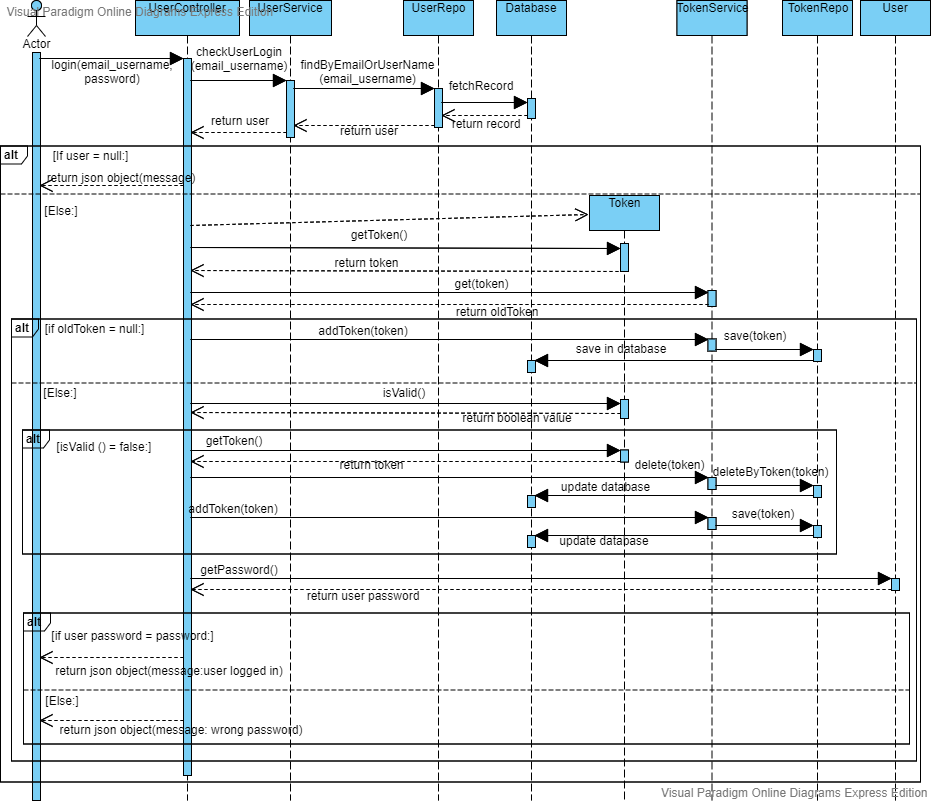 Visual Paradigm Online Diagrams Express Edition
UserController
UserService
UserRepo
Database
TokenService
TokenRepo
User
Actor
login(email_username,
password)
checkUserLogin
(email_username)
findByEmailOrUserName
(email_username)
fetchRecord
return record
return user
return user
alt
[If user = null:]
return json object(message)
[Else:]
Token
getToken()
return token
get(token)
return oldToken
alt
[if oldToken = null:]
addToken(token)
save(token)
save in database
[Else:]
isValid()
return boolean value
alt
[isValid () = false:]
getToken()
return token
delete(token)
deleteByToken(token)
update database
addToken(token)
save(token)
update database
getPassword()
return user password
alt
[if user password = password:]
return json object(message:user logged in)
[Else:]
return json object(message: wrong password)
Visual Paradigm Online Diagrams Express Edition